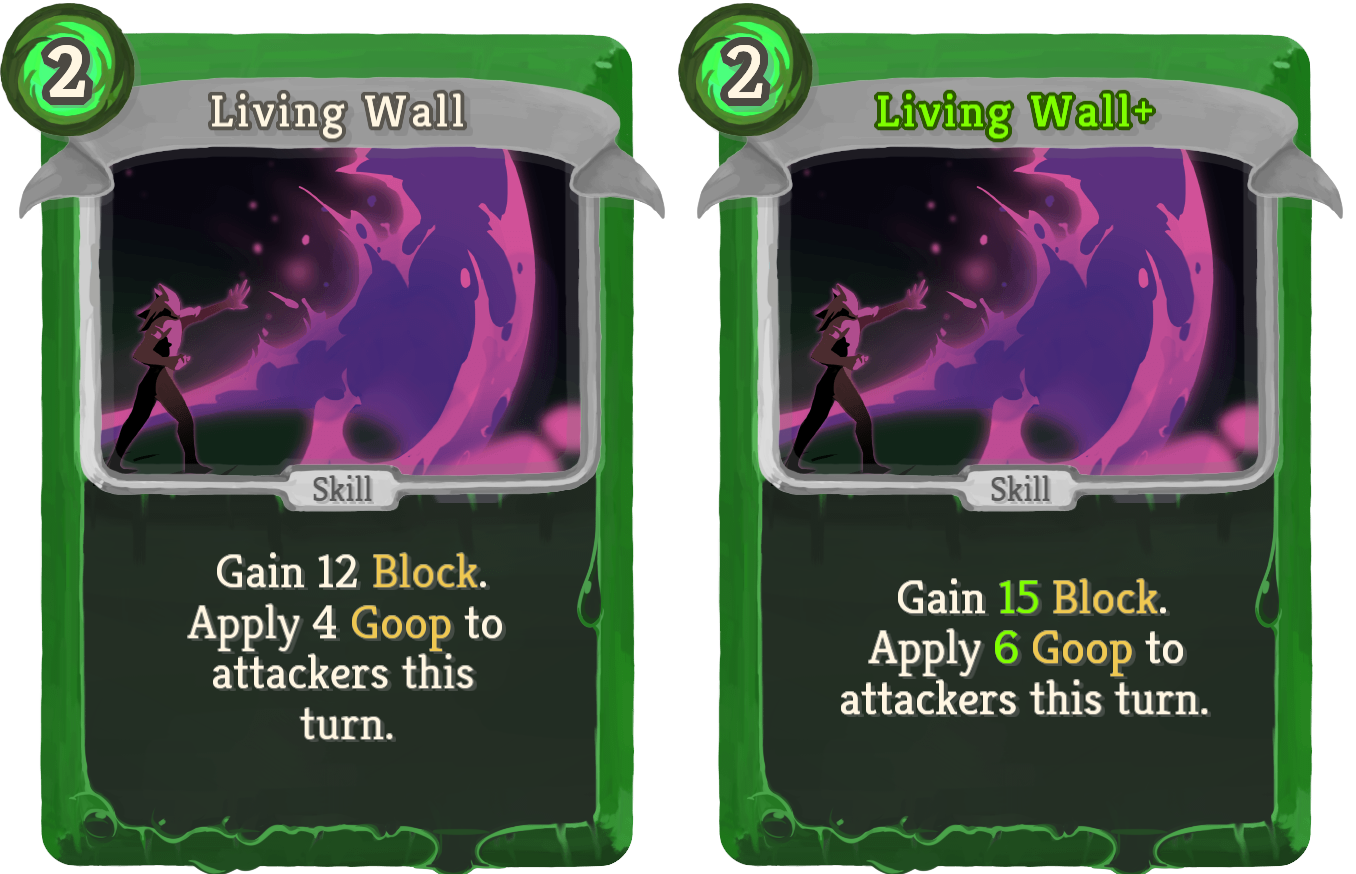 2
Living Wall
Skill
Gain 12 Block.
Apply 4 Goop to
attackers this
turn.
2
Living Wall+
Skill
Gain 15 Block.
Apply 6 Goop to
attackers this turn.